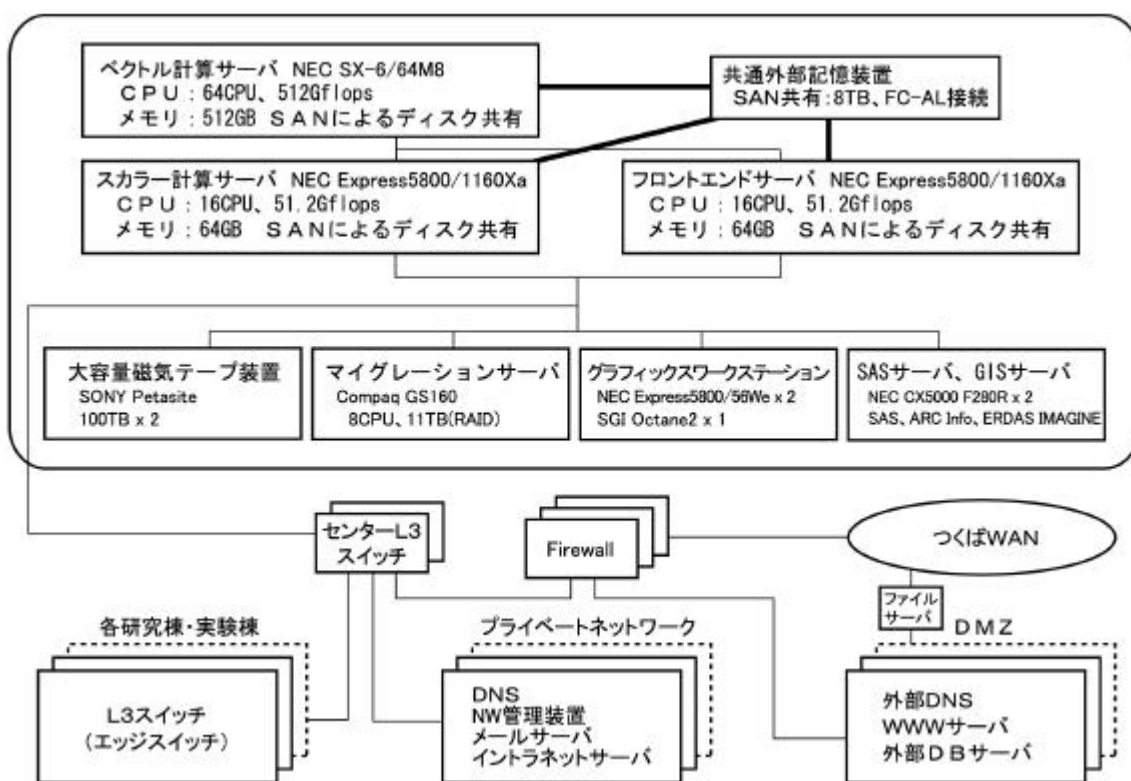 ベクトル計算サーバ NEC SX-6/64M8
CPU:64CPU、512Gflops
メモリ:512GB SANによるディスク共有
共通外部記憶装置
SAN共有:8TB、FC-AL接続
スカラー計算サーバ NEC Express5800/1160Xa
CPU:16CPU、51.2Gflops
メモリ:64GB SANによるディスク共有
フロントエンドサーバ NEC Express5800/1160Xa
CPU:16CPU、51.2Gflops
メモリ:64GB SANによるディスク共有
大容量磁気テープ装置
SONY Petasite
100TB x 2
マイグレーションサーバ
Compaq GS160
8CPU、11TB(RAID)
グラフィックスワークステーション
NEC Express5800/56We x 2
SGI Octane2 x 1
SASサーバ、GISサーバ
NEC CX5000 F280R x 2
SAS、ARC Info、ERDAS IMAGINE
センターL3
スイッチ
Firewall
つくばWAN
ファイル
サーバ
各研究棟・実験棟
プライベートネットワーク
DMZ
L3スイッチ
(エッジスイッチ)
DNS
NW管理装置
メールサーバ
イントラネットサーバ
外部DNS
WWWサーバ
外部DBサーバ